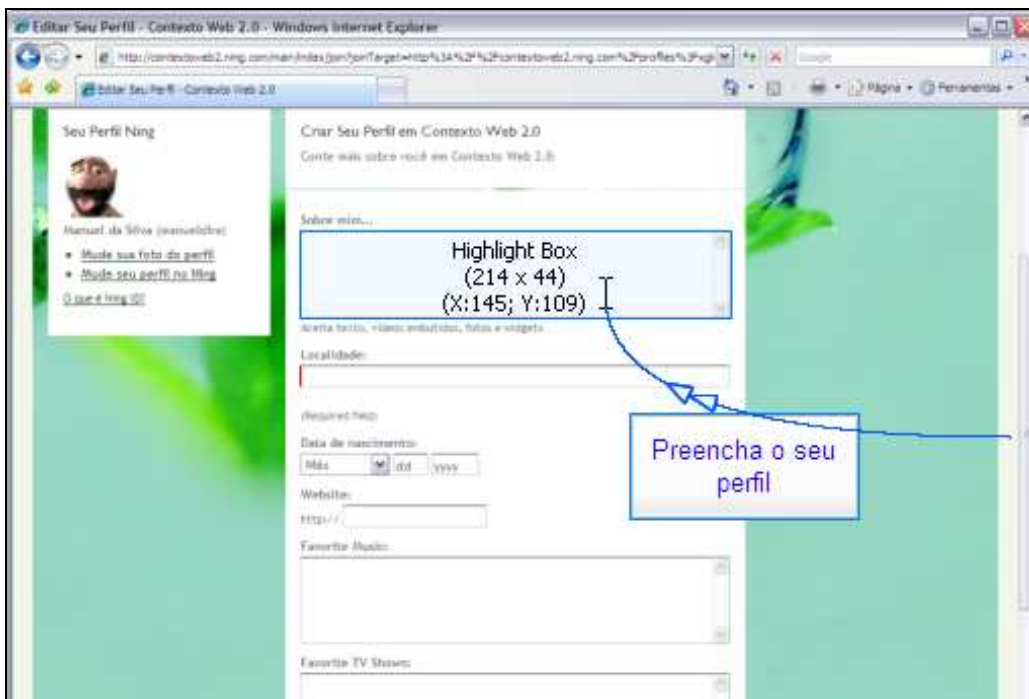 Editar Seu Perfil - Contexto Web 2.0 - Windows Internet Explorer
Google
Editar Seu Perfil - Contexto Web 2.0
Página
Ferramentas
Seu Perfil Ning
Manuel da Silva
Mude sua foto do perfil
Mude seu perfil no Ning
O que é Ning ID?
Criar Seu Perfil em Contexto Web 2.0
Conte mais sobre você em Contexto Web 2.0:
Sobre mim...
Highlight Box
(214 x 44)
(X:145; Y:109)
Aceita texto, vídeos embutidos, fotos e widgets
Localidade:
(Required field)
Data de nascimento:
Mês dd yyyy
Website:
http://
Preencha o seu
perfil
Favorite Music:
Favorite TV Shows: